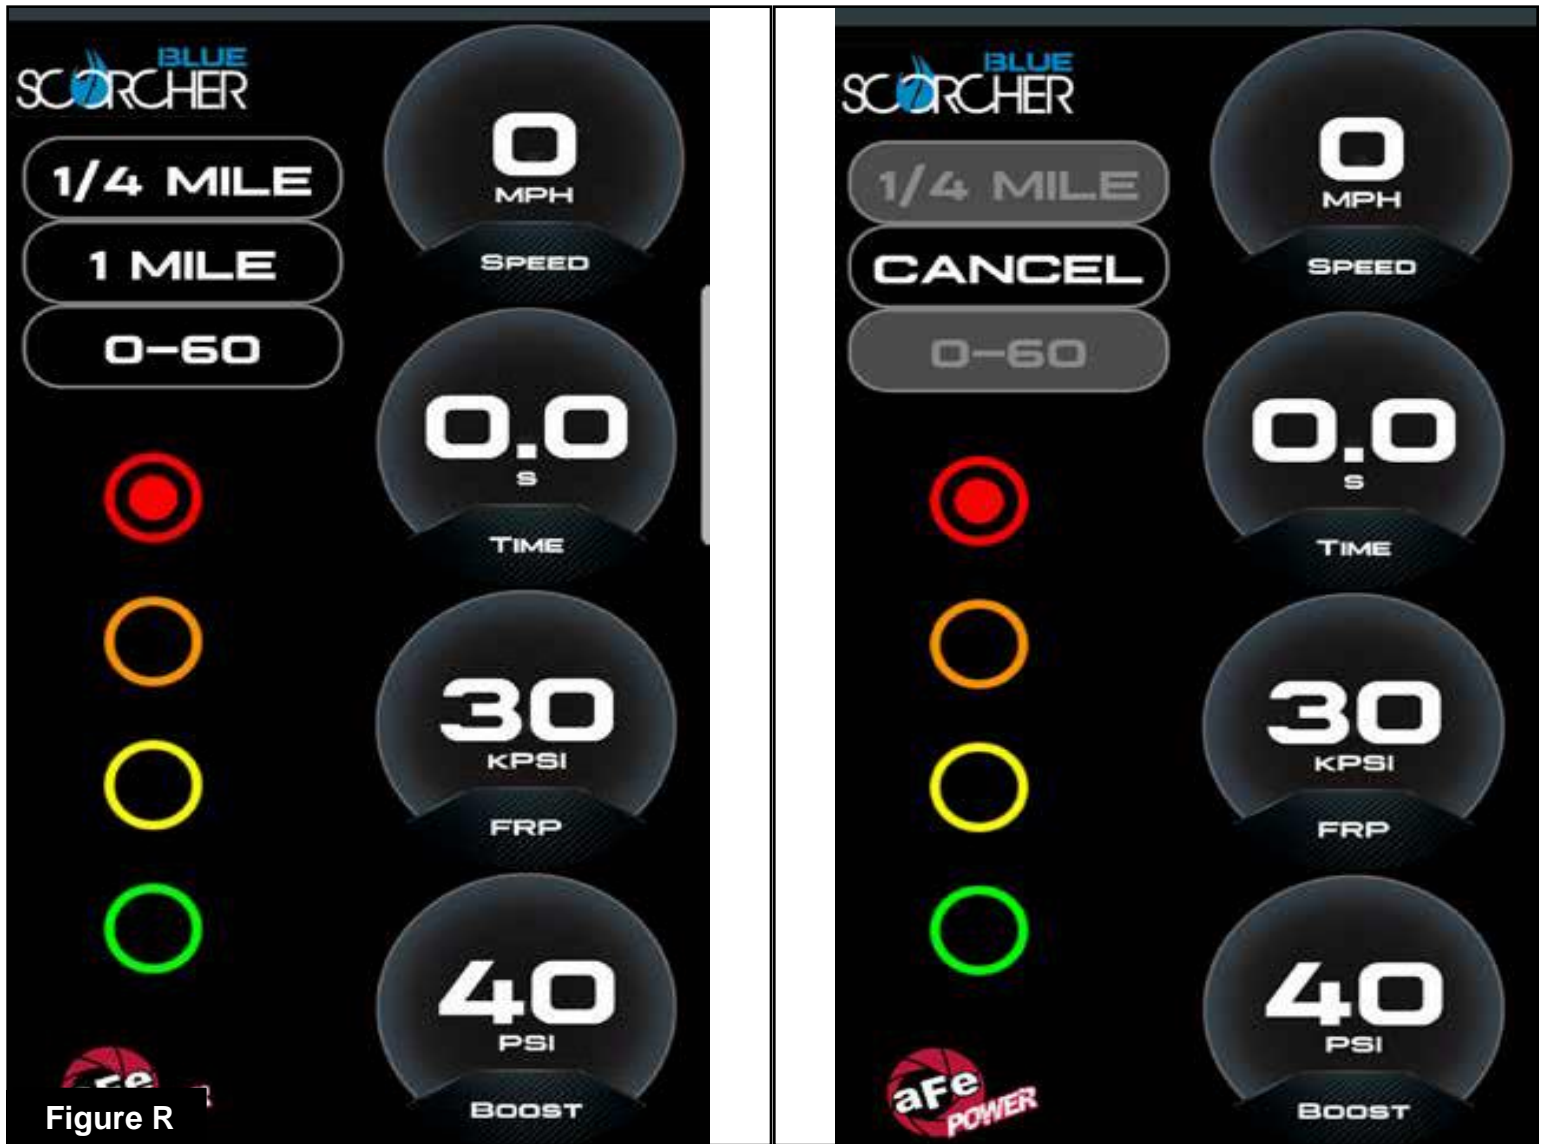 BLUE
SCORCHER
1/4 MILE
1 MILE
0-60
0
MPH
SPEED
0.0
S
TIME
30
KPSI
FRP
40
PSI
BOOST
aFe
Figure R
BLUE
SCORCHER
1/4 MILE
CANCEL
0-60
0
MPH
SPEED
0.0
S
TIME
30
KPSI
FRP
40
PSI
BOOST
aFe
POWER